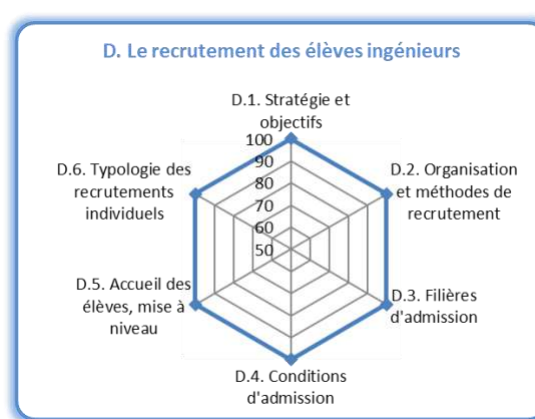 D. Le recrutement des élèves ingénieurs
D.1. Stratégie et
objectifs
100
90
80
70
60
50
D.2. Organisation
et méthodes de
recrutement
D.3. Filières
d'admission
D.4. Conditions
d'admission
D.5. Accueil des
élèves, mise à
niveau
D.6. Typologie des
recrutements
individuels